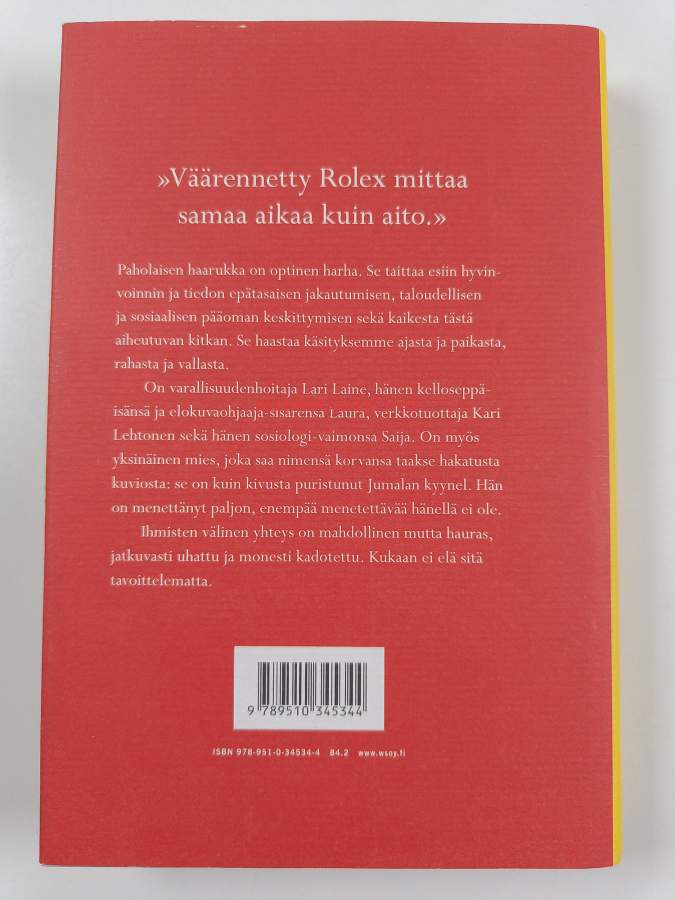 »Väärennetty Rolex mittaa
samaa aikaa kuin aito.»
Paholaisen haarukka on optinen harha. Se taittaa esiin hyvin-
voinnin ja tiedon epätasaisen jakautumisen, taloudellisen
ja sosiaalisen pääoman keskittymisen sekä kaikesta tästä
aiheutuvan kitkan. Se haastaa käsityksemme ajasta ja paikasta,
rahasta ja vallasta.
On varallisuudenhoitaja Lari Laine, hänen kelloseppä-
isänsä ja elokuvaohjaaja-sisarensa Laura, verkkotuottaja Kari
Lehtonen sekä hänen sosiologi-vaimonsa Saija. On myös
yksinäinen mies, joka saa nimensä korvansa taakse hakatusta
kuviosta: se on kuin kivusta puristunut Jumalan kyynel. Hän
on menettänyt paljon, enempää menetettävää hänellä ei ole.
Ihmisten välinen yhteys on mahdollinen mutta hauras,
jatkuvasti uhattu ja monesti kadotettu. Kukaan ei elä sitä
tavoittelematta.
9 789510 345344
ISBN 978-951-0-34534-4 84.2 www.wsoy.fi